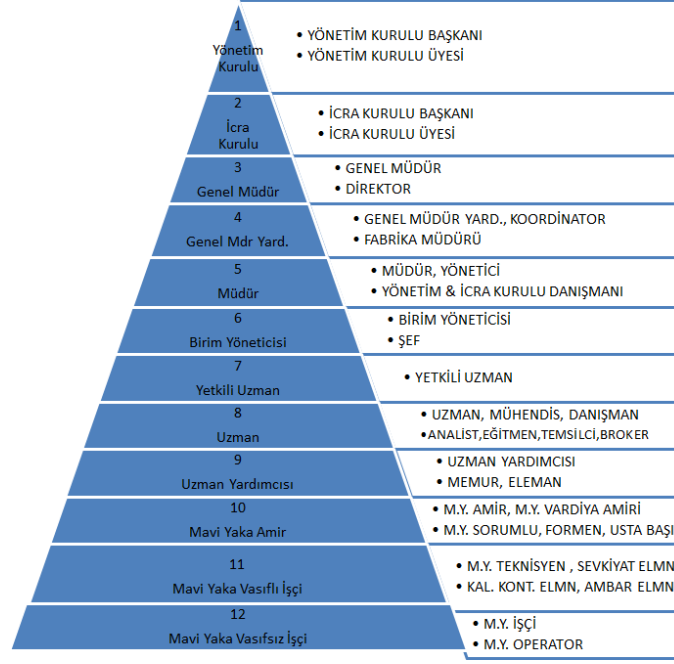 1
Yönetim
Kurulu
• YÖNETİM KURULU BAŞKANI
• YÖNETİM KURULU ÜYESİ
2
İcra
Kurulu
• İCRA KURULU BAŞKANI
• İCRA KURULU ÜYESİ
3
Genel Müdür
• GENEL MÜDÜR
• DİREKTOR
4
Genel Mdr Yard.
• GENEL MÜDÜR YARD., KOORDİNATOR
• FABRİKA MÜDÜRÜ
5
Müdür
• MÜDÜR, YÖNETİCİ
• YÖNETİM & İCRA KURULU DANIŞMANI
6
Birim Yöneticisi
• BİRİM YÖNETİCİSİ
• ŞEF
7
Yetkili Uzman
• YETKİLİ UZMAN
8
Uzman
• UZMAN, MÜHENDİS, DANIŞMAN
•ANALİST,EĞİTMEN,TEMSİLCİ,BROKER
9
Uzman Yardımcısı
• UZMAN YARDIMCISI
• MEMUR, ELEMAN
10
Mavi Yaka Amir
• M.Y. AMİR, M.Y. VARDİYA AMİRİ
• M.Y. SORUMLU, FORMEN, USTA BAŞI
11
Mavi Yaka Vasıflı İşçi
• M.Y. TEKNİSYEN , SEVKİYAT ELMN
• KAL. KONT. ELMN, AMBAR ELMN
12
Mavi Yaka Vasıfsız İşçi
• M.Y. İŞÇİ
• M.Y. OPERATOR